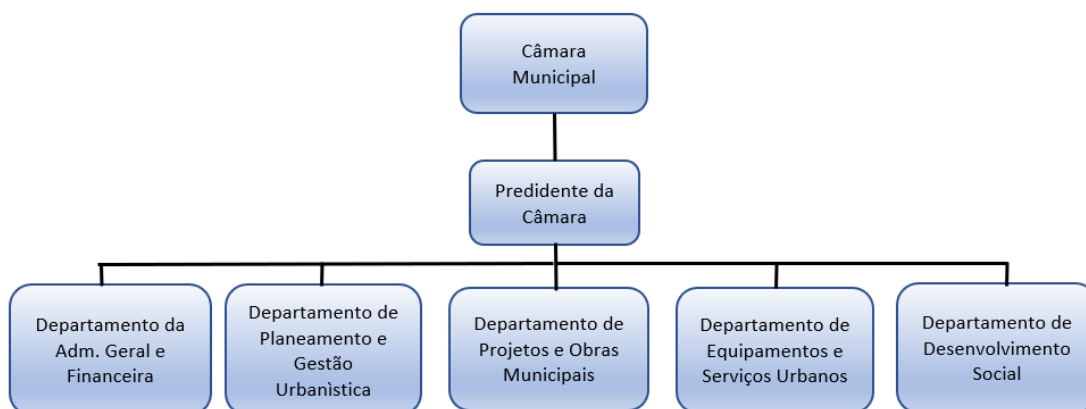 Câmara
Municipal
Predidente da
Câmara
Departamento da
Adm. Geral e
Financeira
Departamento de
Planeamento e
Gestão
Urbanìstica
Departamento de
Projetos e Obras
Municipais
Departamento de
Equipamentos e
Serviços Urbanos
Departamento de
Desenvolvimento
Social